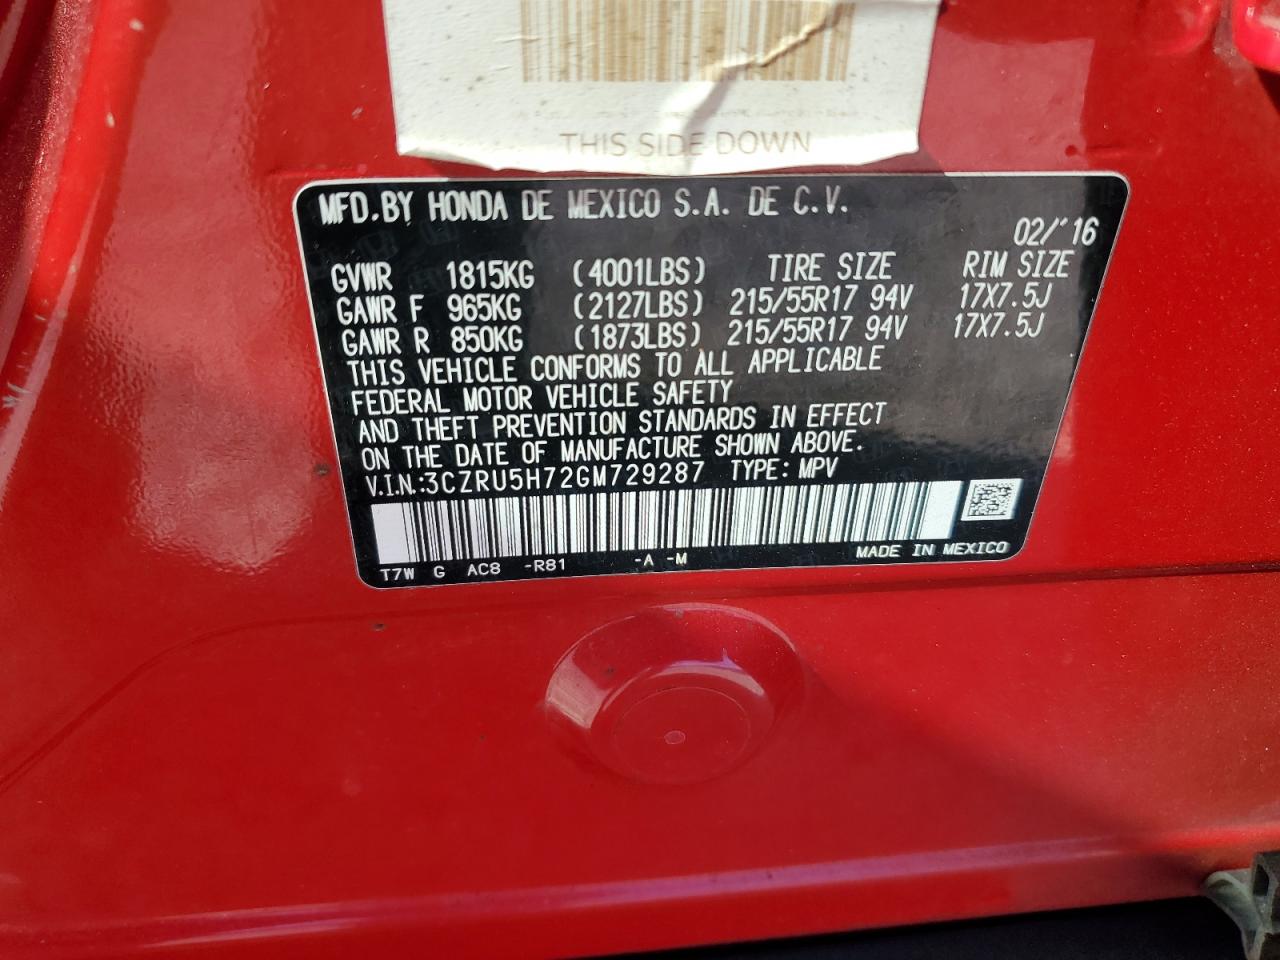 THIS SIDE DOWN
MFD. BY HONDA DE MEXICO S.A. DE C.V.
02/'16
GVWR 1815KG (4001LBS) TIRE SIZE RIM SIZE
GAWR F 965KG (2127LBS) 215/55R17 94V 17X7.5J
GAWR R 850KG (1873LBS) 215/55R17 94V 17X7.5J
THIS VEHICLE CONFORMS TO ALL APPLICABLE
FEDERAL MOTOR VEHICLE SAFETY
AND THEFT PREVENTION STANDARDS IN EFFECT
ON THE DATE OF MANUFACTURE SHOWN ABOVE.
V.I.N.:3CZRU5H72GM729287 TYPE: MPV
T7W G AC8 -R81 -A -M MADE IN MEXICO